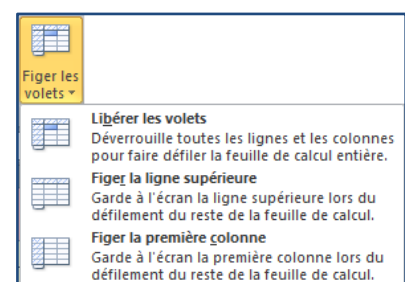 Figer les
volets
Libérer les volets
Déverrouille toutes les lignes et les colonnes
pour faire défiler la feuille de calcul entière.
Figer la ligne supérieure
Garde à l'écran la ligne supérieure lors du
défilement du reste de la feuille de calcul.
Figer la première colonne
Garde à l'écran la première colonne lors du
défilement du reste de la feuille de calcul.